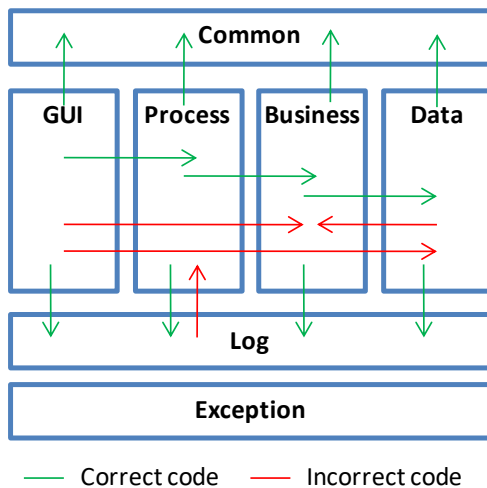 Common
GUI Process Business Data
Log
Exception
Correct code Incorrect code